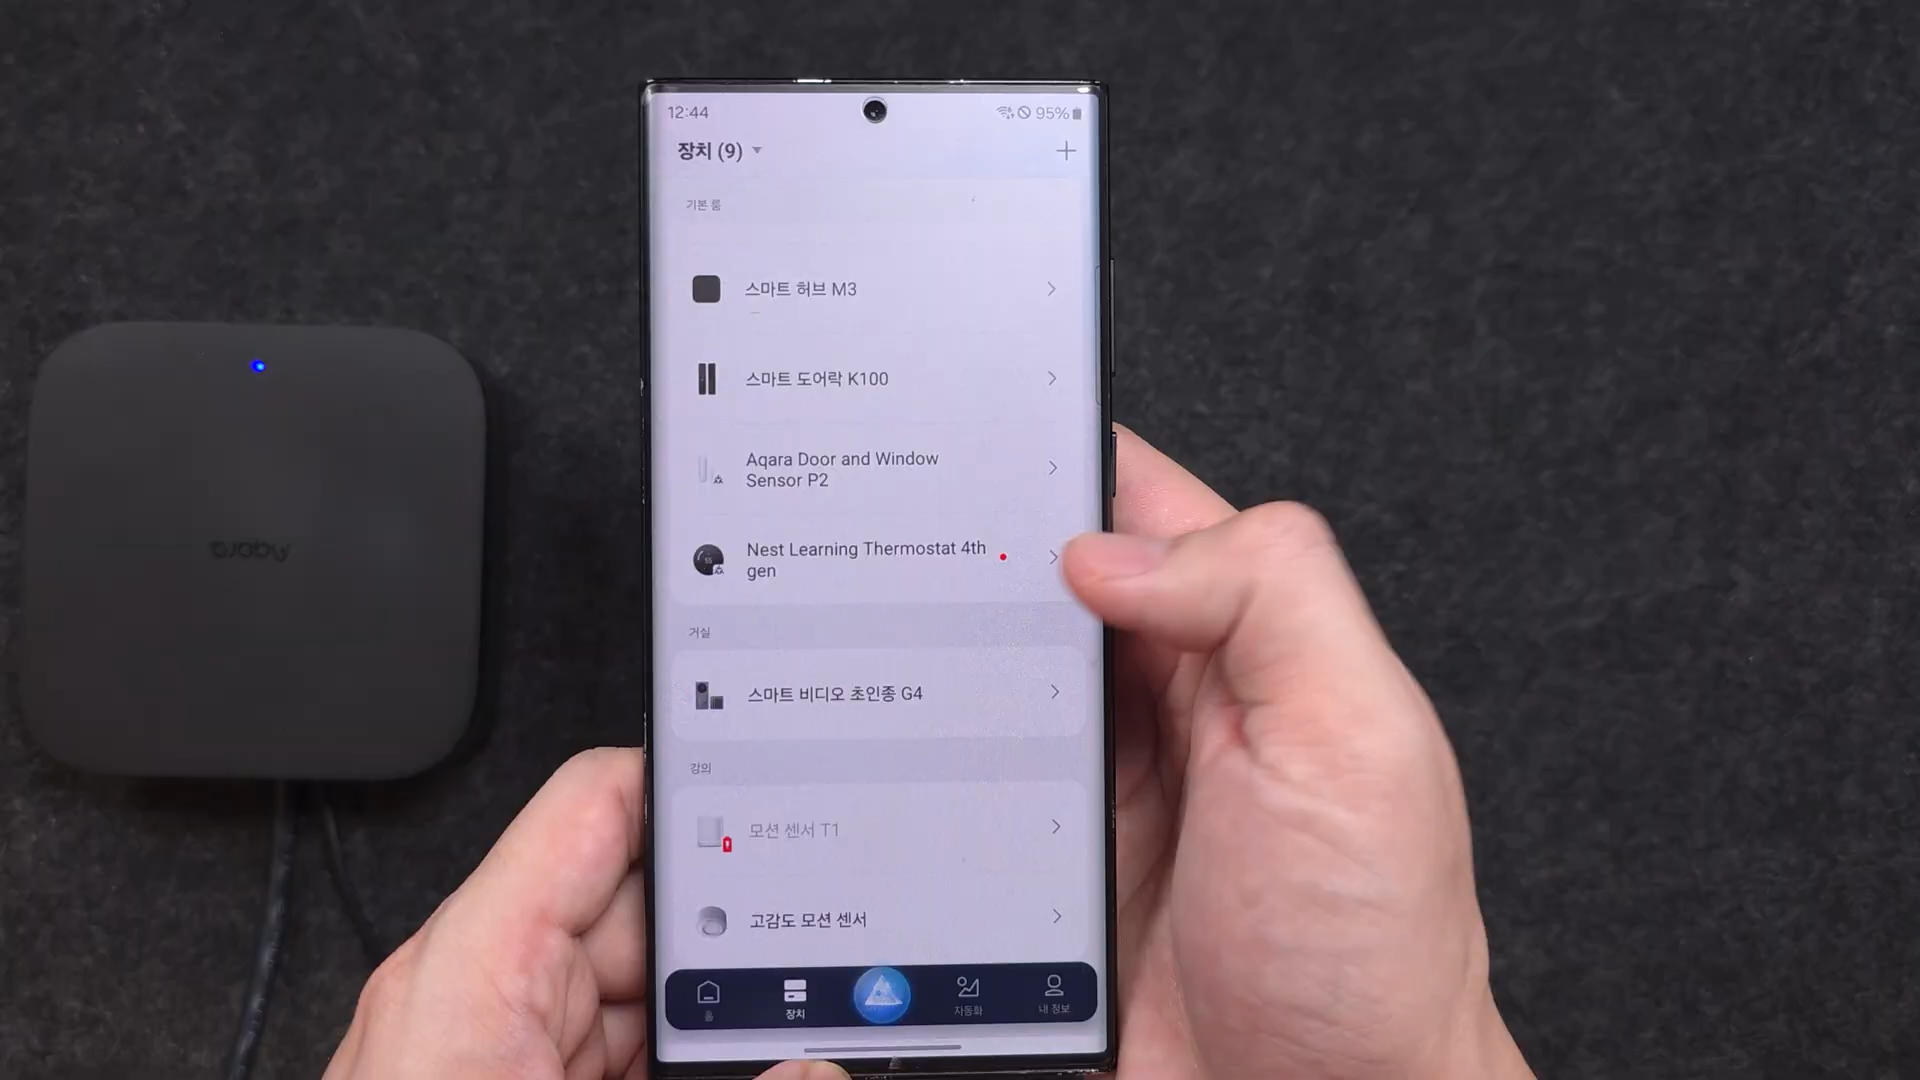 12:44
95%
장치 (9)
기본 룸
스마트 허브 M3
스마트 도어락 K100
Aqara Door and Window
Sensor P2
Nest Learning Thermostat 4th
gen
거실
스마트 비디오 초인종 G4
강의
모션 센서 T1
고감도 모션 센서
홈
장치
자동화
내 정보
Aqara